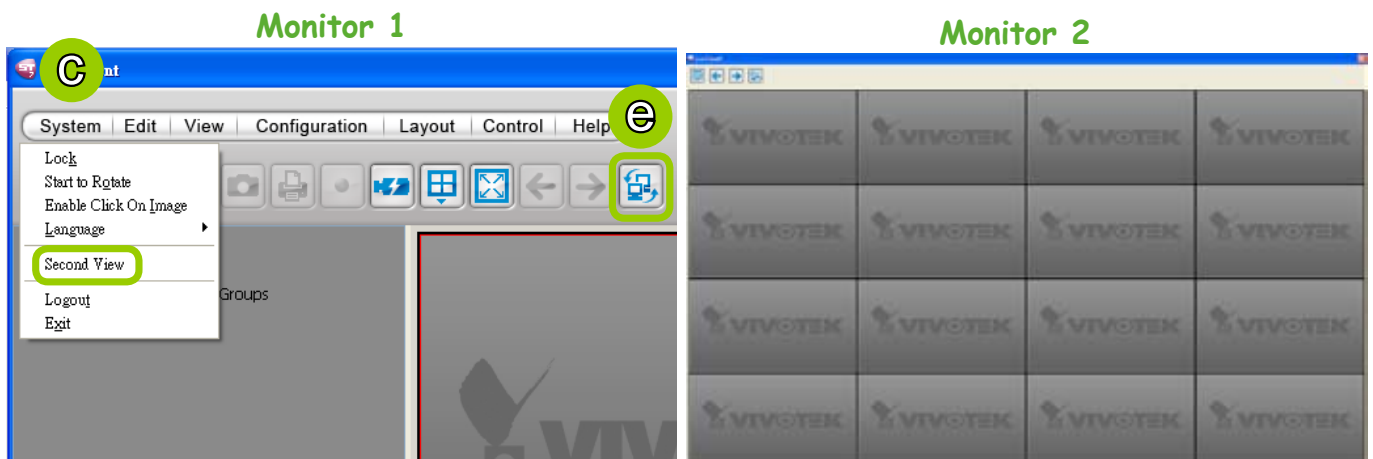 Monitor 1
Monitor 2
C
nt
e
System Edit View Configuration Layout Control Help
Lock
Start to Rotate
Enable Click On Image
Language
Second View
Logout
Exit
Groups
VIV
VIVOTEK VIVOTEK VIVOTEK VIVOTEK
VIVOTEK VIVOTEK VIVOTEK VIVOTEK
VIVOTEK VIVOTEK VIVOTEK VIVOTEK
VIVOTEK VIVOTEK VIVOTEK VIVOTEK